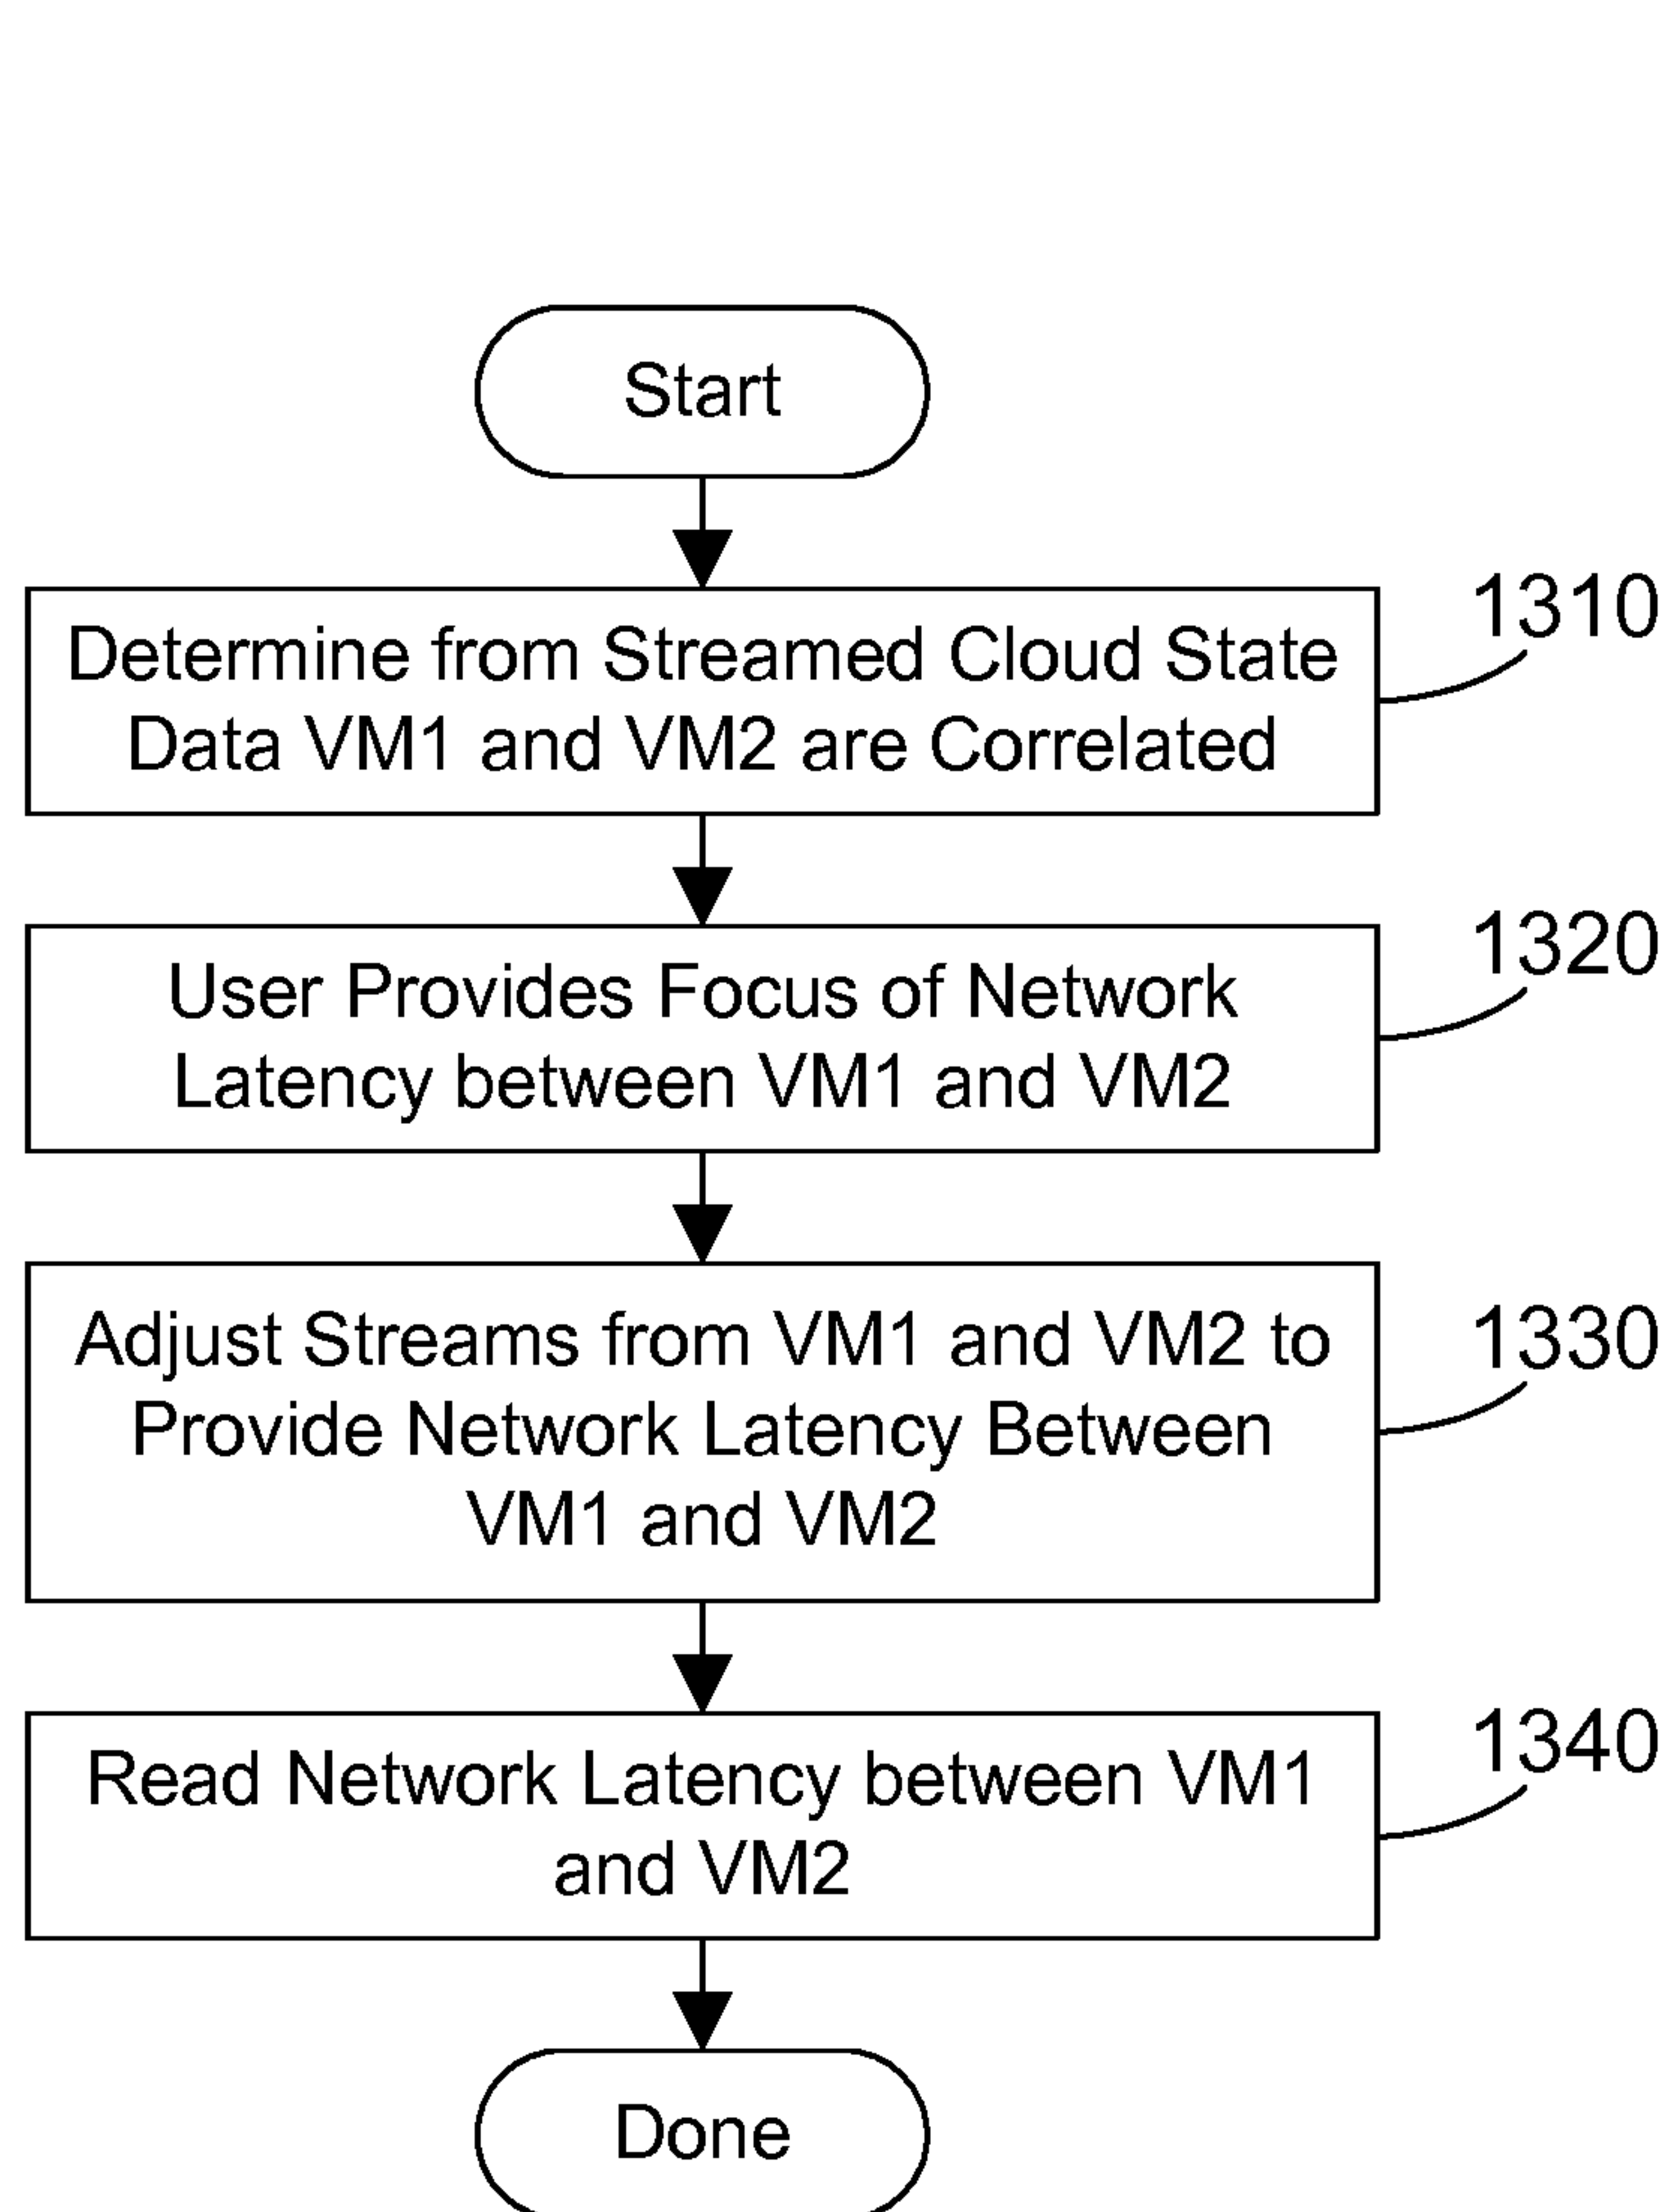 Start
1310
Determine from Streamed Cloud State
Data VM1 and VM2 are Correlated
1320
User Provides Focus of Network
Latency between VM1 and VM2
1330
Adjust Streams from VM1 and VM2 to
Provide Network Latency Between
VM1 and VM2
1340
Read Network Latency between VM1
and VM2
Done